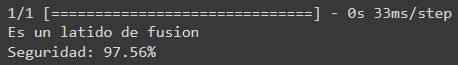 1/1 [==============================] - 0s 33ms/step
Es un latido de fusion
Seguridad: 97.56%